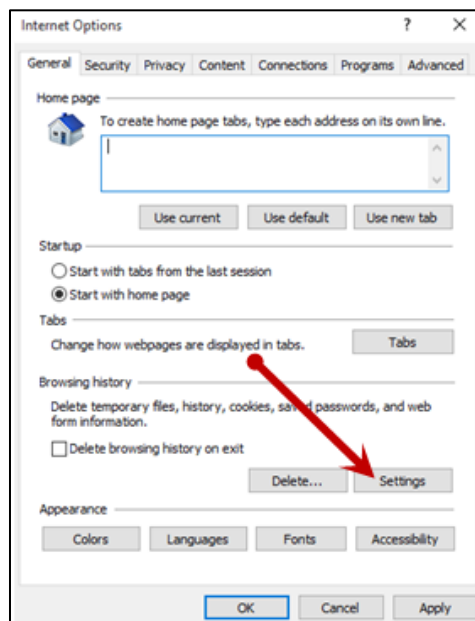 Internet Options ? ×
General Security Privacy Content Connections Programs Advanced
Home page
To create home page tabs, type each address on its own line.
Use current Use default Use new tab
Startup
Start with tabs from the last session
Start with home page
Tabs
Change how webpages are displayed in tabs. Tabs
Browsing history
Delete temporary files, history, cookies, saved passwords, and web
form information.
Delete browsing history on exit
Delete... Settings
Appearance
Colors Languages Fonts Accessibility
OK Cancel Apply